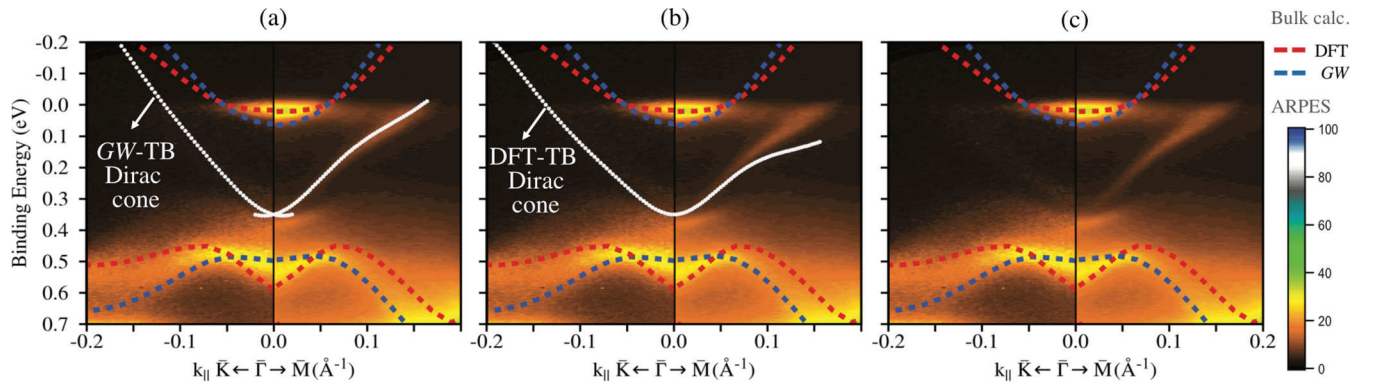 (a)
(b)
(c)
Bulk calc.
DFT
GW
ARPES
100
80
60
40
20
0
Binding Energy (eV)
-0.2
-0.1
0.0
0.1
0.2
0.3
0.4
0.5
0.6
0.7
GW-TB
Dirac
cone
DFT-TB
Dirac
cone
-0.2
-0.1
0.0
0.1
-0.2
-0.1
0.0
0.1
-0.2
-0.1
0.0
0.1
0.2
k|| K̄ ← Γ̄ → M̄ (Å⁻¹)
k|| K̄ ← Γ̄ → M̄ (Å⁻¹)
k|| K̄ ← Γ̄ → M̄ (Å⁻¹)